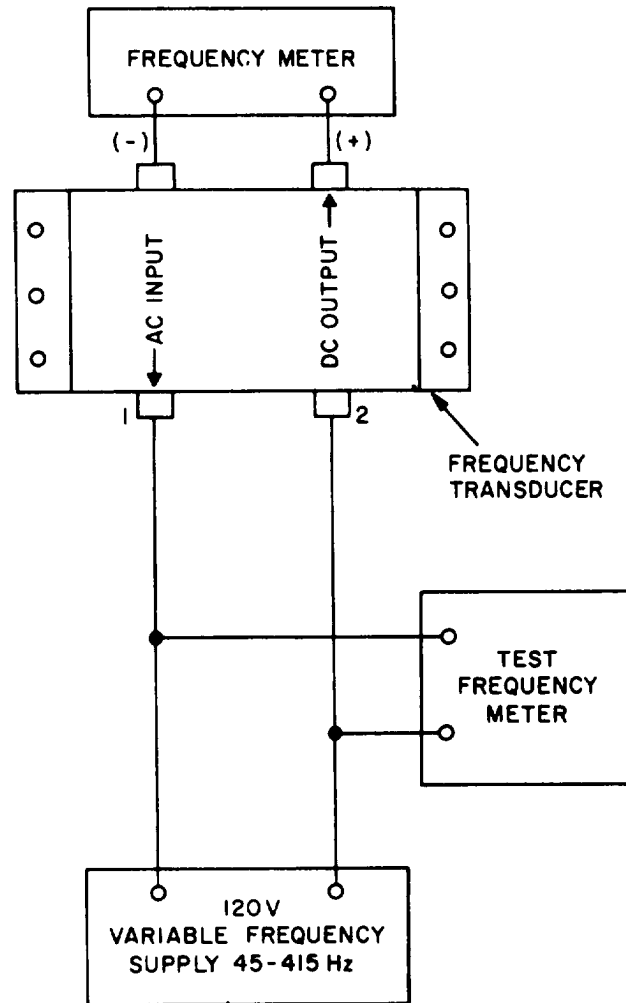 FREQUENCY METER
(-) (+)
AC INPUT
DC OUTPUT
1 2
FREQUENCY
TRANSDUCER
TEST
FREQUENCY
METER
120V
VARIABLE FREQUENCY
SUPPLY 45-415 Hz